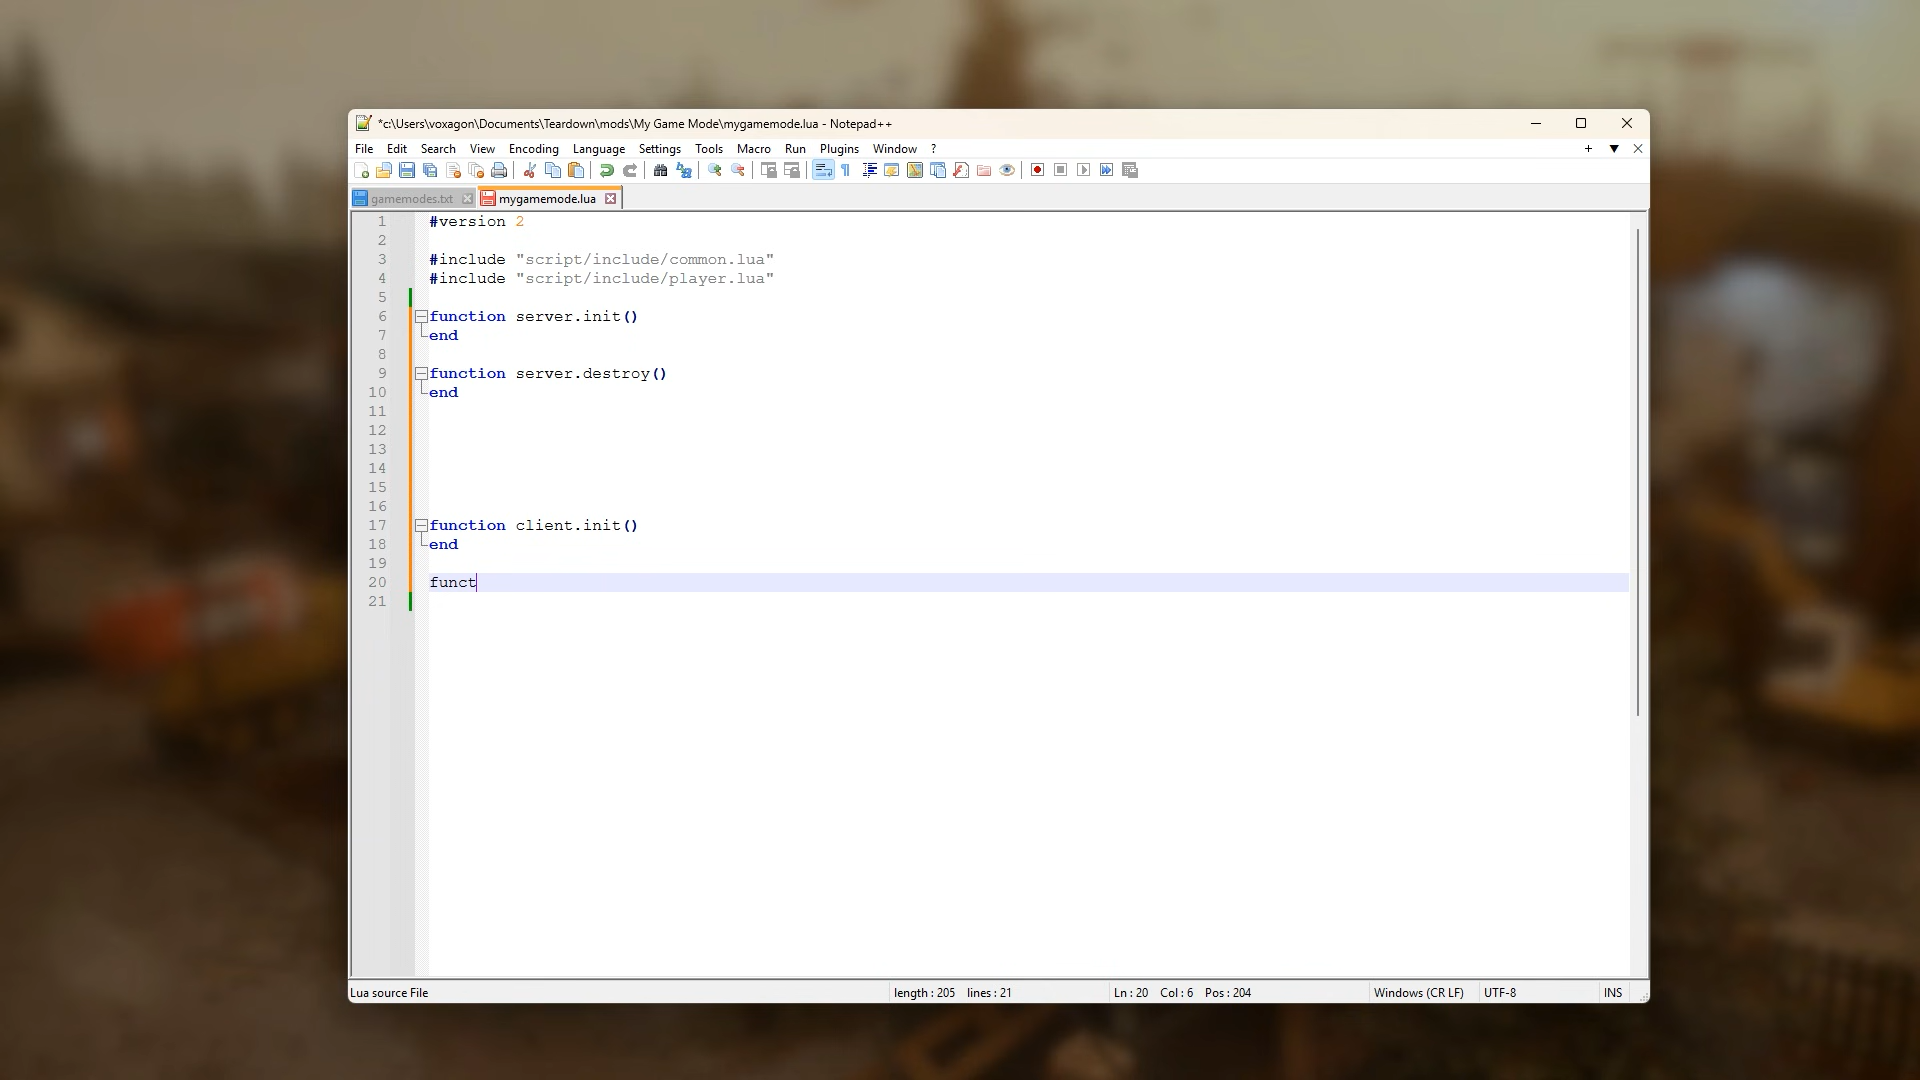 *c:\Users\voxagon\Documents\Teardown\mods\My Game Mode\mygamemode.lua - Notepad++
File Edit Search View Encoding Language Settings Tools Macro Run Plugins Window ?
gamemodes.txt mygamemode.lua
1 #version 2
2
3 #include "script/include/common.lua"
4 #include "script/include/player.lua"
5
6 function server.init()
7 end
8
9 function server.destroy()
10 end
11
12
13
14
15
16
17 function client.init()
18 end
19
20 funct
21
Lua source File length : 205 lines : 21 Ln : 20 Col : 6 Pos : 204 Windows (CR LF) UTF-8 INS